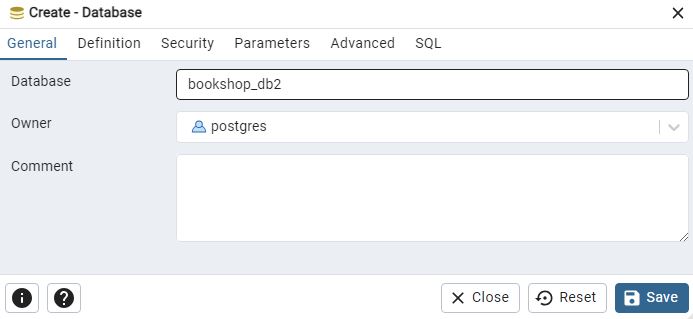 Create - Database
General Definition Security Parameters Advanced SQL
Database bookshop_db2
Owner postgres
Comment
Close Reset Save